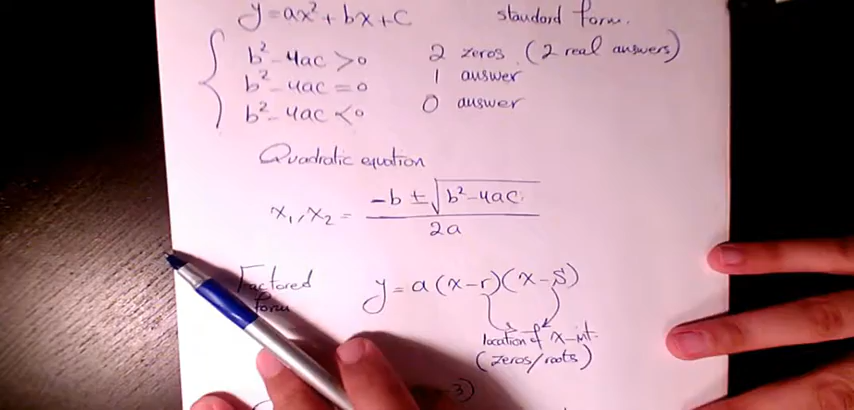 y = ax² + bx + c standard form.
b² - 4ac > 0 2 zeros (2 real answers)
b² - 4ac = 0 1 answer
b² - 4ac < 0 0 answer
Quadratic equation
x₁, x₂ = (-b ± √(b² - 4ac)) / 2a
Factored form y = a(x - r)(x - s)
location of x-int.
(zeros/roots)
3)